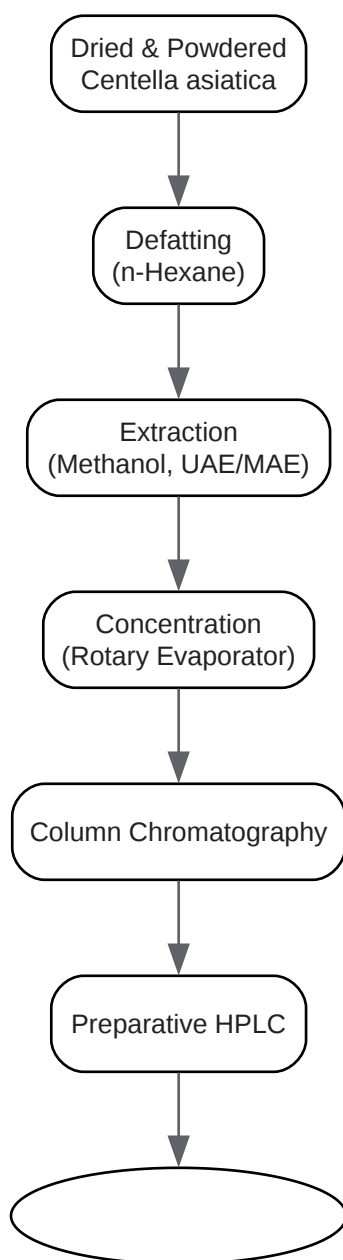 Dried & Powdered
Centella asiatica
Defatting
(n-Hexane)
Extraction
(Methanol, UAE/MAE)
Concentration
(Rotary Evaporator)
Column Chromatography
Preparative HPLC